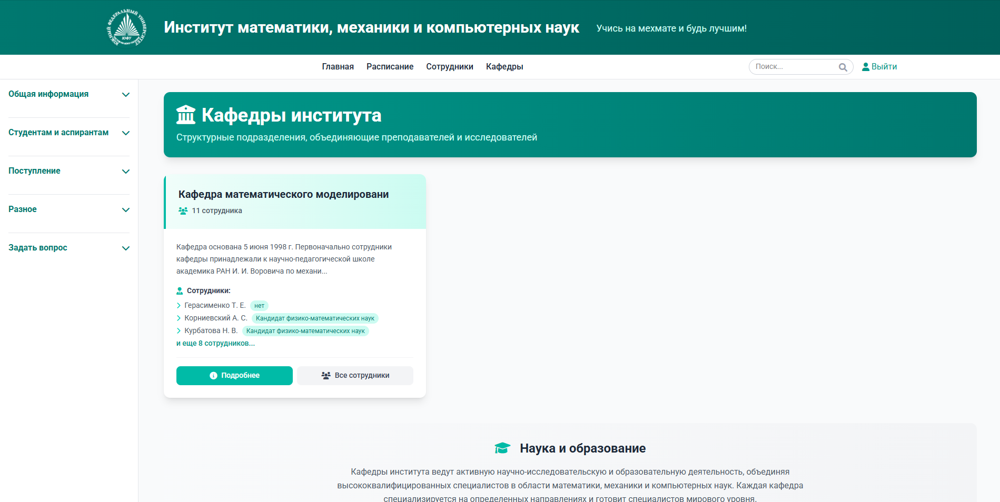 ЮЖНЫЙ ФЕДЕРАЛЬНЫЙ УНИВЕРСИТЕТ
ЮФУ
Институт математики, механики и компьютерных наук
Учись на мехмате и будь лучшим!
Главная
Расписание
Сотрудники
Кафедры
Поиск...
Выйти
Общая информация
Студентам и аспирантам
Поступление
Разное
Задать вопрос
Кафедры института
Структурные подразделения, объединяющие преподавателей и исследователей
Кафедра математического моделировани
11 сотрудника
Кафедра основана 5 июня 1998 г. Первоначально сотрудники
кафедры принадлежали к научно-педагогической школе
академика РАН И. И. Воровича по механи...
Сотрудники:
Герасименко Т. Е. нет
Корниевский А. С. Кандидат физико-математических наук
Курбатова Н. В. Кандидат физико-математических наук
и еще 8 сотрудников...
Подробнее
Все сотрудники
Наука и образование
Кафедры института ведут активную научно-исследовательскую и образовательную деятельность, объединяя
высококвалифицированных специалистов в области математики, механики и компьютерных наук. Каждая кафедра
специализируется на определенных направлениях и готовит специалистов мирового уровня.